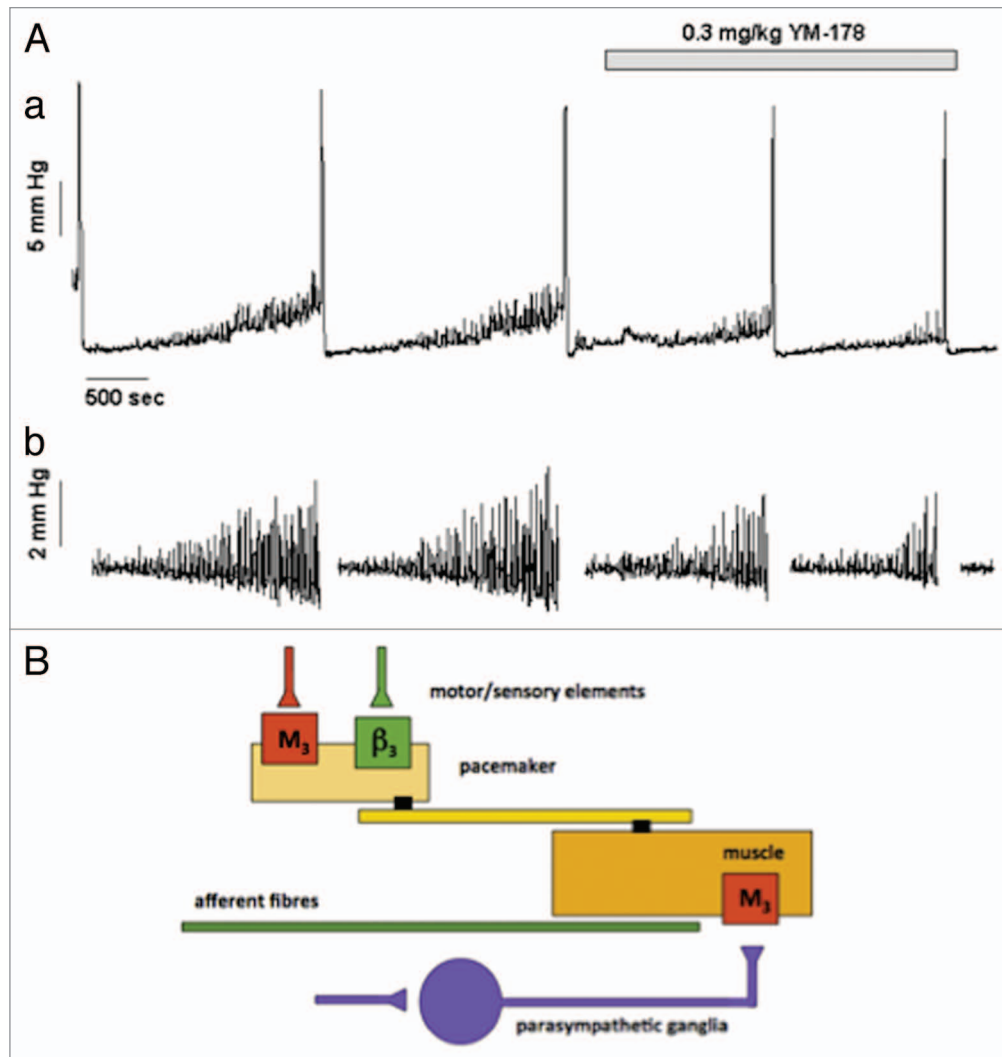 A
0.3 mg/kg YM-178
a
5 mm Hg
500 sec
b
2 mm Hg
B
motor/sensory elements
M3
β3
pacemaker
muscle
M3
afferent fibres
parasympathetic ganglia